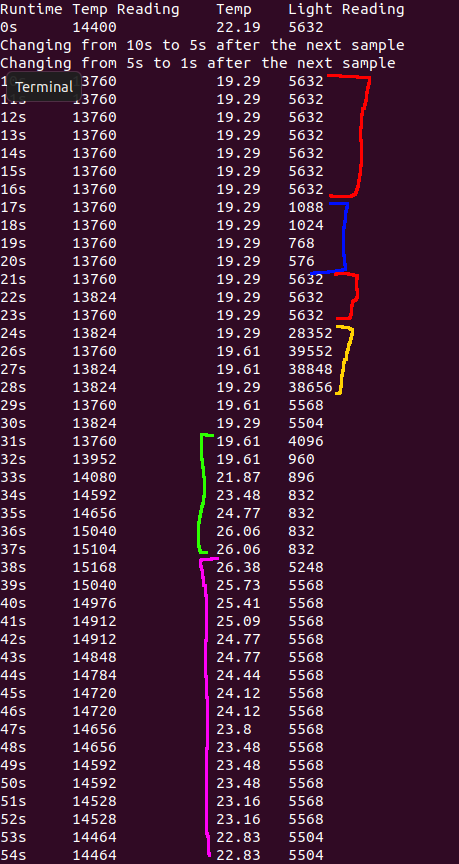 Runtime Temp Reading Temp Light Reading
0s 14400 22.19 5632
Changing from 10s to 5s after the next sample
Changing from 5s to 1s after the next sample
13760 19.29 5632
Terminal
13760 19.29 5632
12s 13760 19.29 5632
13s 13760 19.29 5632
14s 13760 19.29 5632
15s 13760 19.29 5632
16s 13760 19.29 5632
17s 13760 19.29 1088
18s 13760 19.29 1024
19s 13760 19.29 768
20s 13760 19.29 576
21s 13760 19.29 5632
22s 13824 19.29 5632
23s 13760 19.29 5632
24s 13824 19.29 28352
26s 13760 19.61 39552
27s 13824 19.61 38848
28s 13824 19.29 38656
29s 13760 19.61 5568
30s 13824 19.29 5504
31s 13760 19.61 4096
32s 13952 19.61 960
33s 14080 21.87 896
34s 14592 23.48 832
35s 14656 24.77 832
36s 15040 26.06 832
37s 15104 26.06 832
38s 15168 26.38 5248
39s 15040 25.73 5568
40s 14976 25.41 5568
41s 14912 25.09 5568
42s 14912 24.77 5568
43s 14848 24.77 5568
44s 14784 24.44 5568
45s 14720 24.12 5568
46s 14720 24.12 5568
47s 14656 23.8 5568
48s 14656 23.48 5568
49s 14592 23.48 5568
50s 14592 23.48 5568
51s 14528 23.16 5568
52s 14528 23.16 5568
53s 14464 22.83 5504
54s 14464 22.83 5504